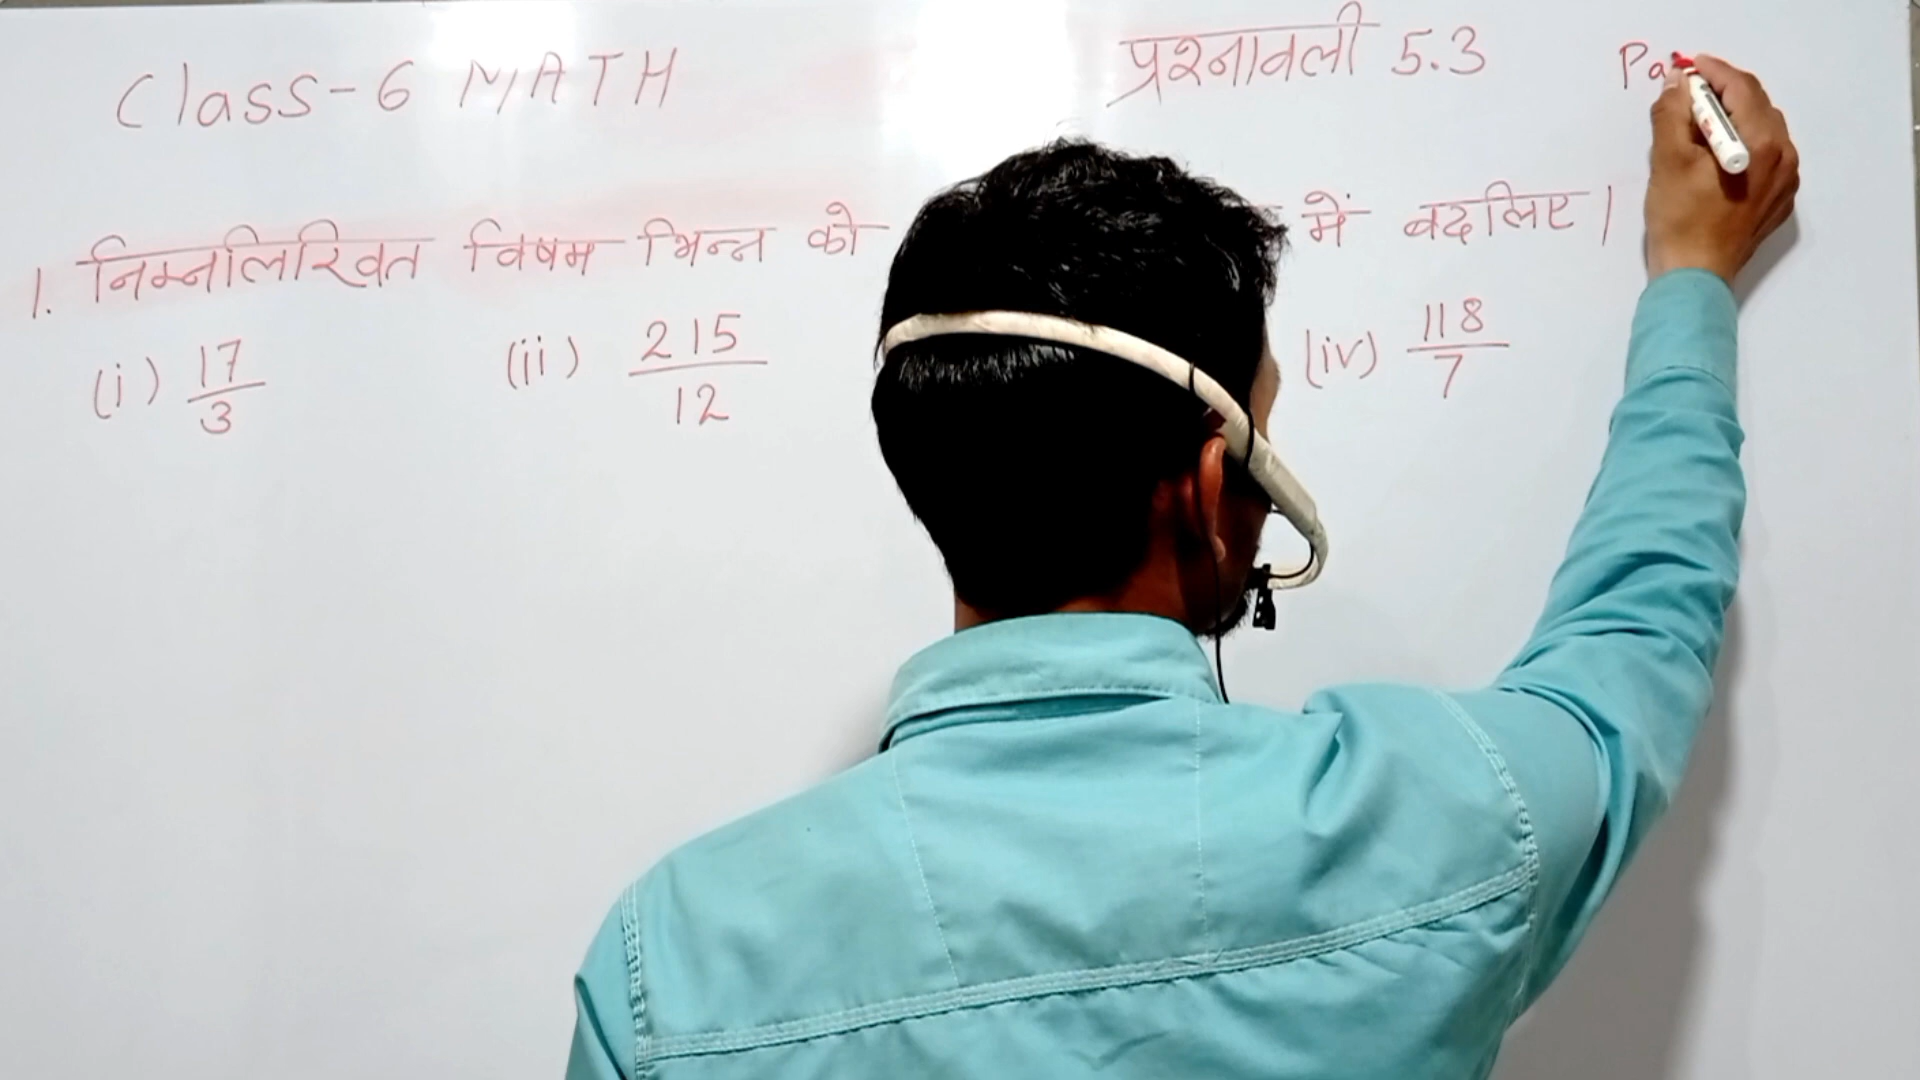 Class-6 MATH प्रश्नावली 5.3 Pa
1. निम्नलिखित विषम भिन्न को में बदलिए।
(i) 17/3 (ii) 215/12 (iv) 118/7